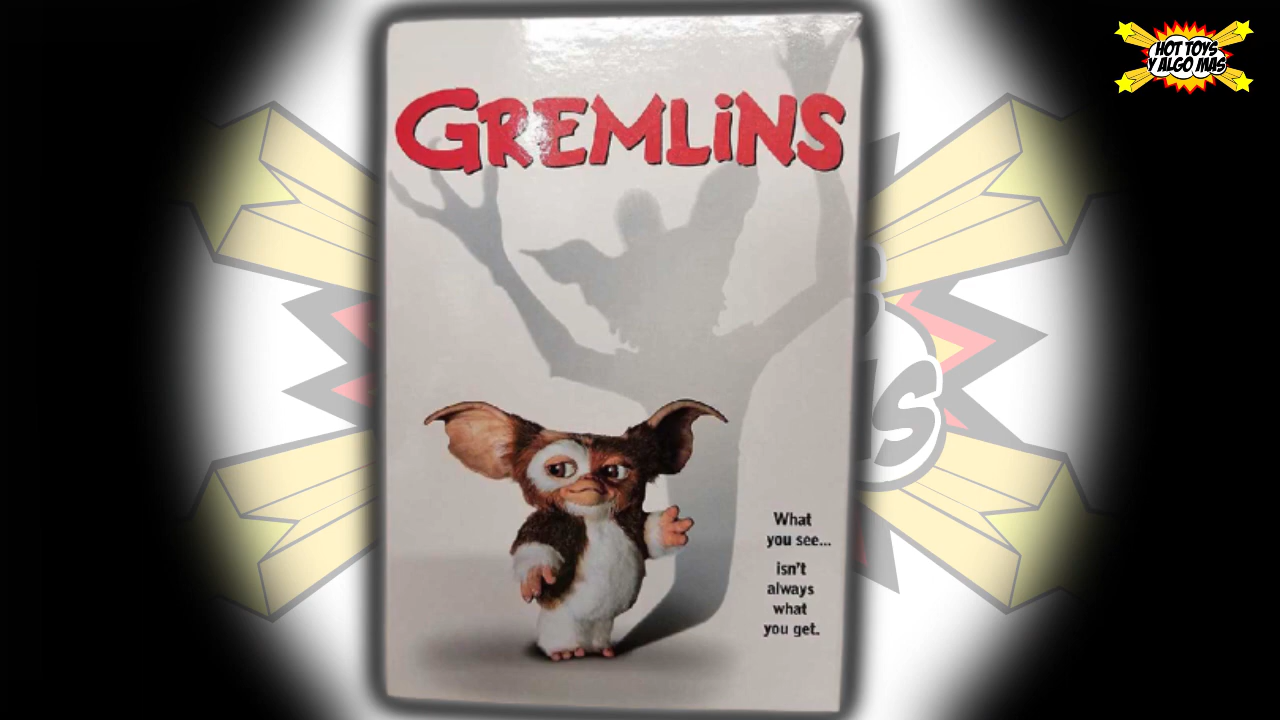 HOT TOYS
Y ALGO MAS
GREMLiNS
What
you see...
isn't
always
what
you get.